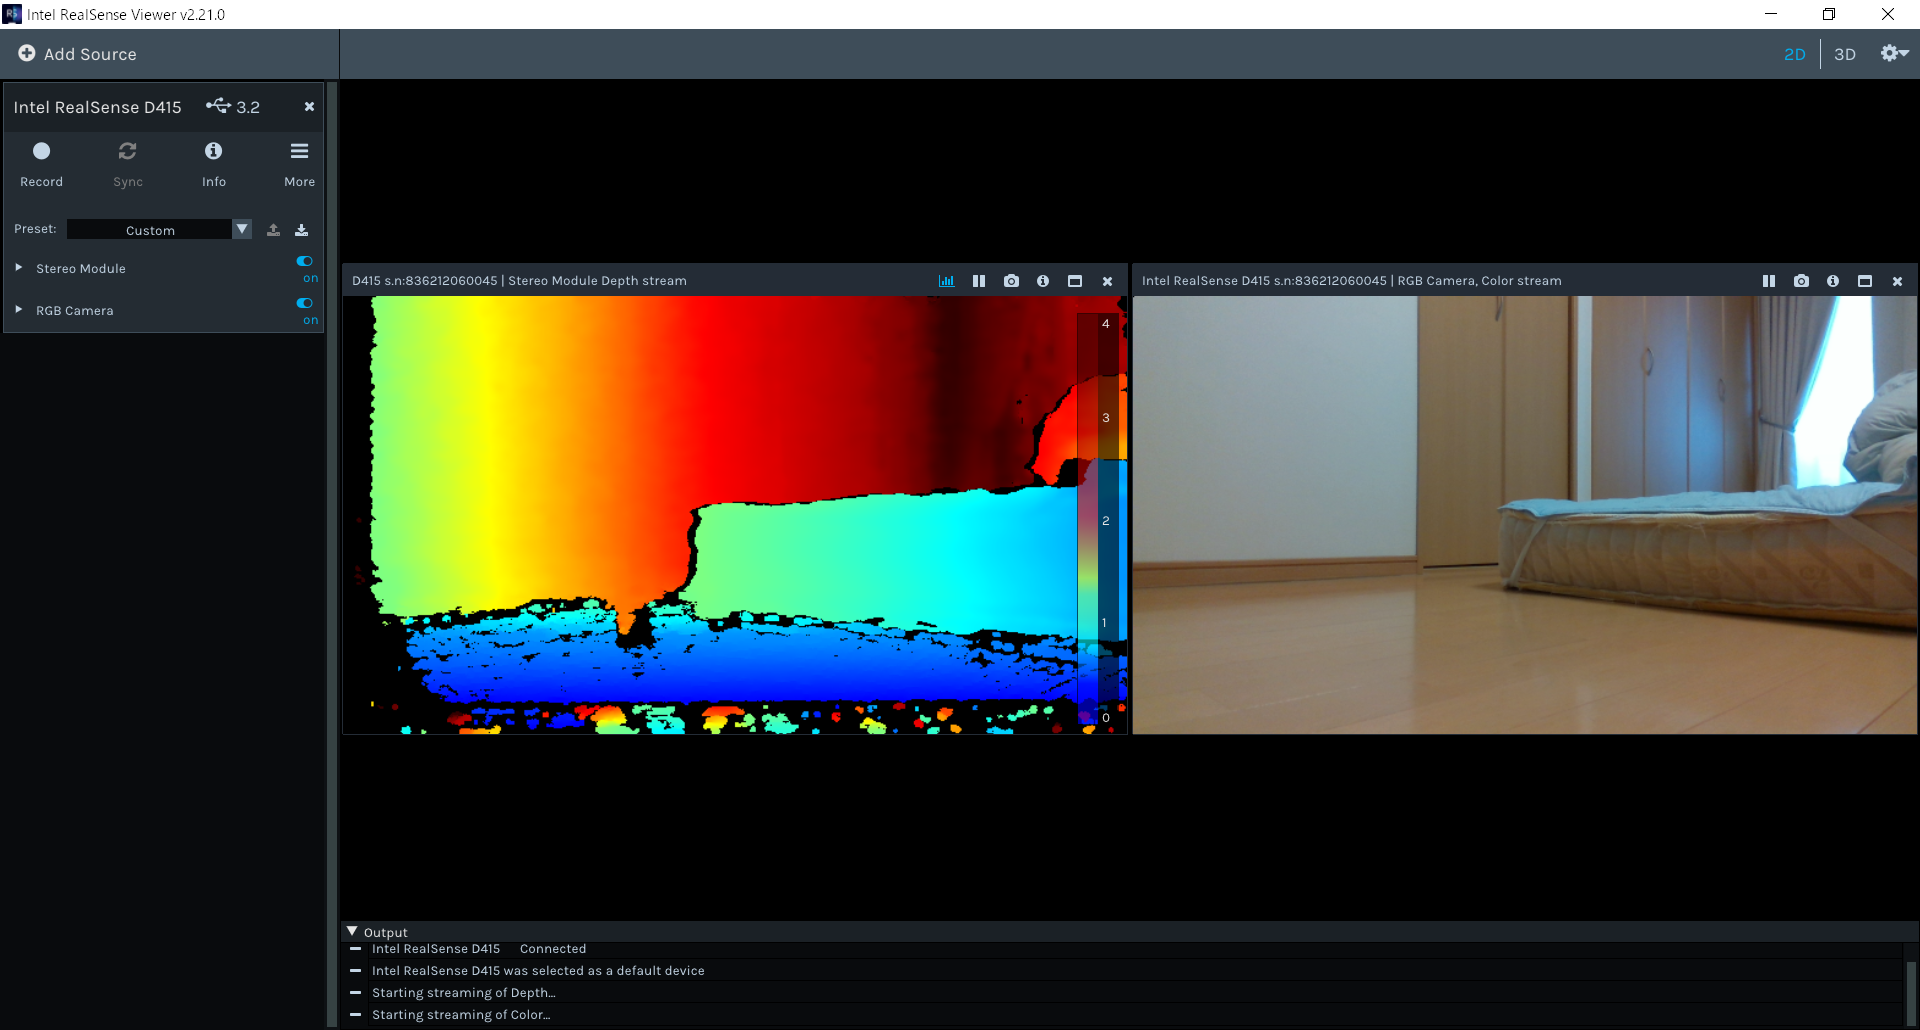 Intel RealSense Viewer v2.21.0
Add Source
2D
3D
Intel RealSense D415 3.2
Record
Sync
Info
More
Preset:
Custom
Stereo Module
on
RGB Camera
on
D415 s.n:836212060045 | Stereo Module Depth stream
4
3
2
1
0
Intel RealSense D415 s.n:836212060045 | RGB Camera, Color stream
Output
Intel RealSense D415 Connected
Intel RealSense D415 was selected as a default device
Starting streaming of Depth...
Starting streaming of Color...